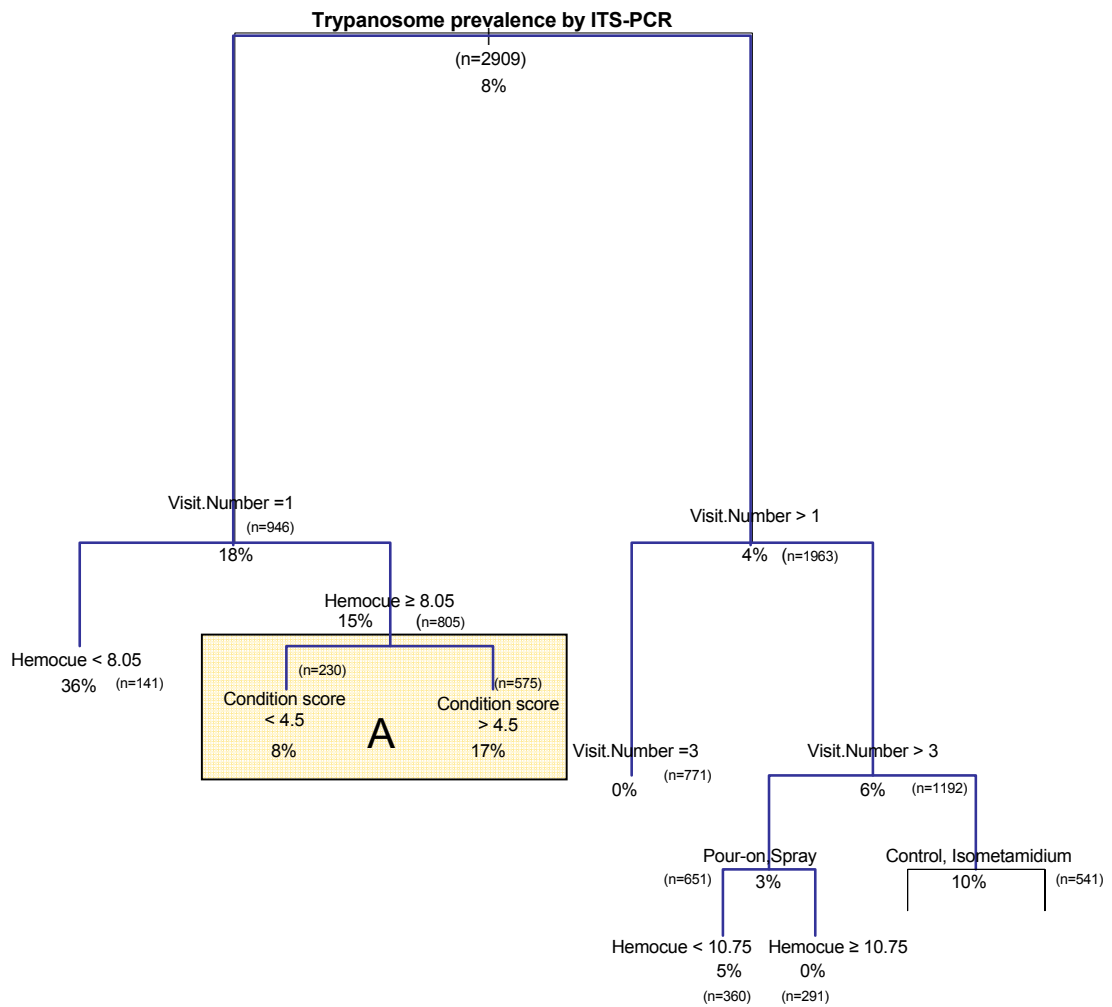 Trypanosome prevalence by ITS-PCR
(n=2909)
8%
Visit.Number =1
(n=946)
18%
Visit.Number > 1
4% (n=1963)
Hemocue < 8.05
36% (n=141)
Hemocue ≥ 8.05
15% (n=805)
(n=230)
Condition score
< 4.5
8%
A
(n=575)
Condition score
> 4.5
17%
Visit.Number =3
(n=771)
0%
Visit.Number > 3
6% (n=1192)
Pour-on,Spray
(n=651) 3%
Control, Isometamidium
10% (n=541)
Hemocue < 10.75
5%
(n=360)
Hemocue ≥ 10.75
0%
(n=291)